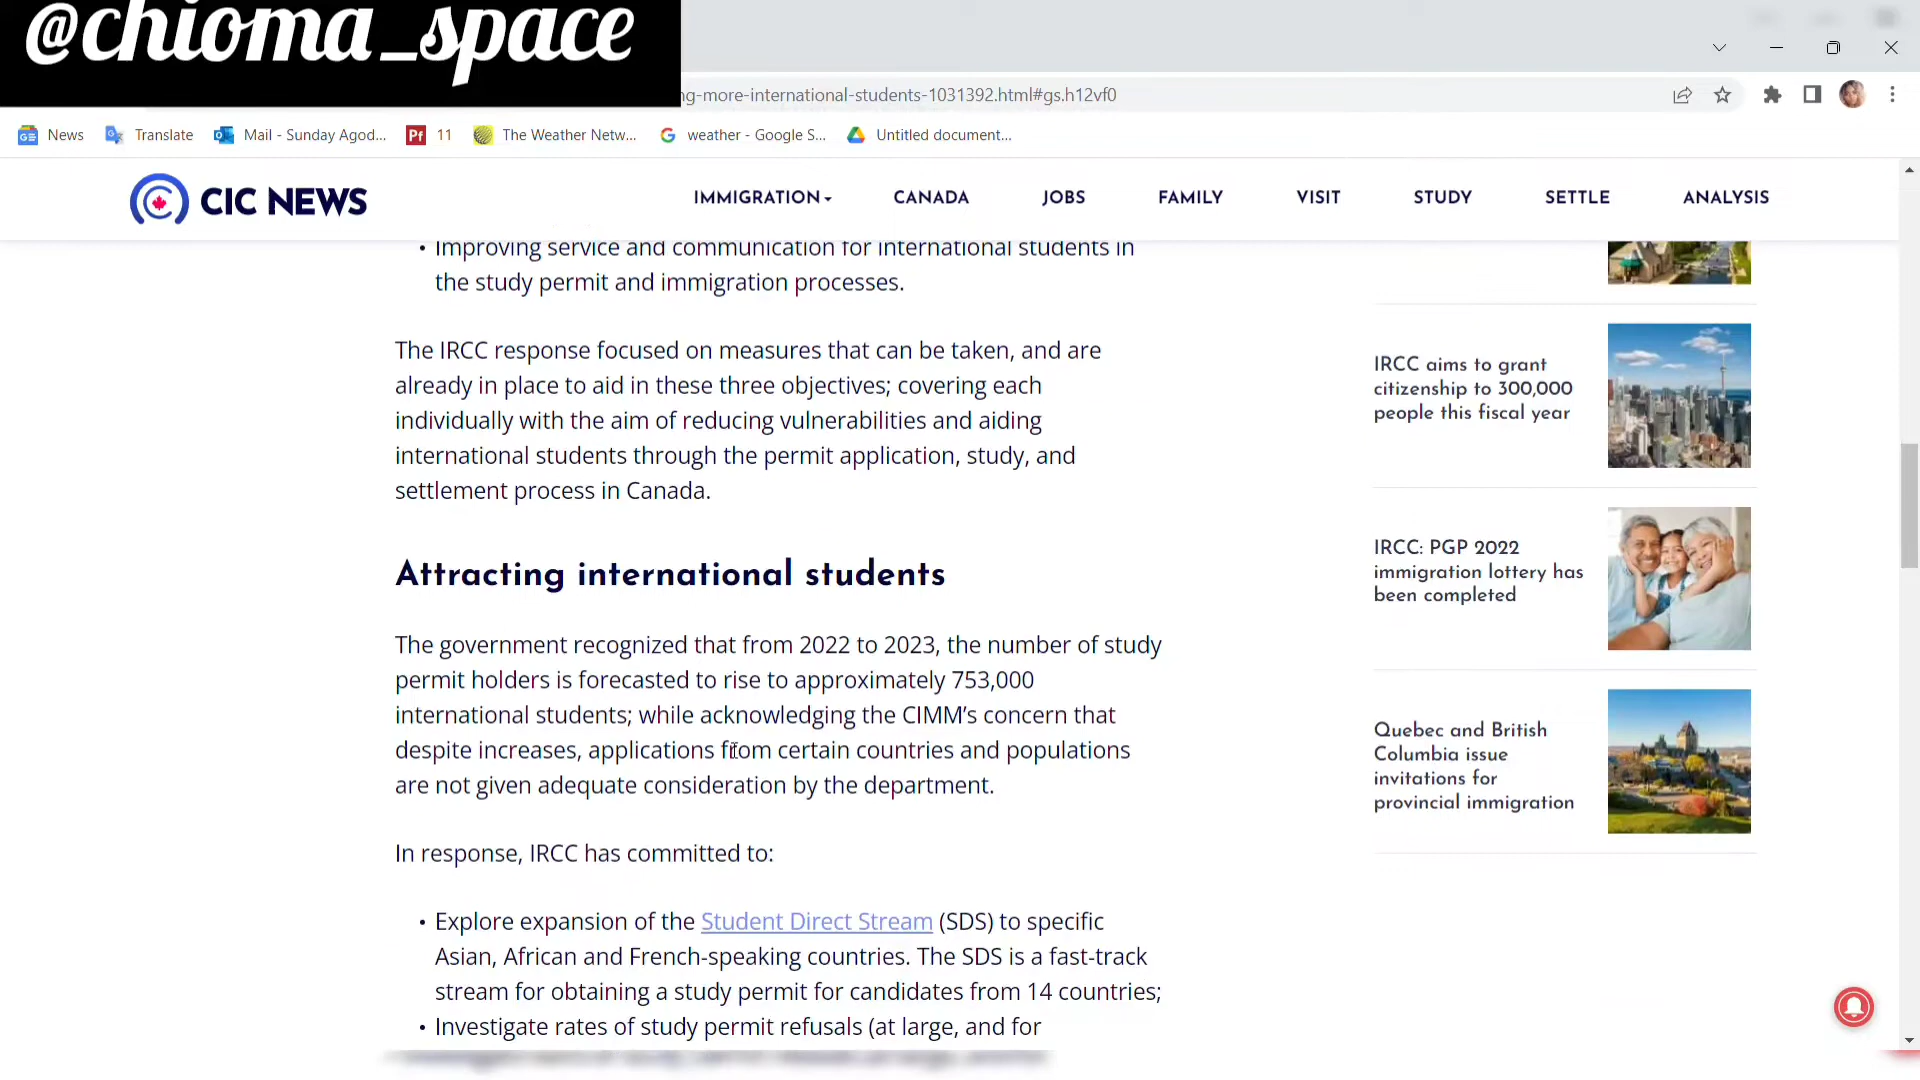 @chioma_space
ng-more-international-students-1031392.html#gs.h12vf0
News Translate Mail - Sunday Agod... Pf 11 The Weather Netw... weather - Google S... Untitled document...
CIC NEWS
IMMIGRATION CANADA JOBS FAMILY VISIT STUDY SETTLE ANALYSIS
• Improving service and communication for international students in
the study permit and immigration processes.
The IRCC response focused on measures that can be taken, and are
already in place to aid in these three objectives; covering each
individually with the aim of reducing vulnerabilities and aiding
international students through the permit application, study, and
settlement process in Canada.
Attracting international students
The government recognized that from 2022 to 2023, the number of study
permit holders is forecasted to rise to approximately 753,000
international students; while acknowledging the CIMM’s concern that
despite increases, applications from certain countries and populations
are not given adequate consideration by the department.
In response, IRCC has committed to:
• Explore expansion of the Student Direct Stream (SDS) to specific
Asian, African and French-speaking countries. The SDS is a fast-track
stream for obtaining a study permit for candidates from 14 countries;
• Investigate rates of study permit refusals (at large, and for
IRCC aims to grant
citizenship to 300,000
people this fiscal year
IRCC: PGP 2022
immigration lottery has
been completed
Quebec and British
Columbia issue
invitations for
provincial immigration